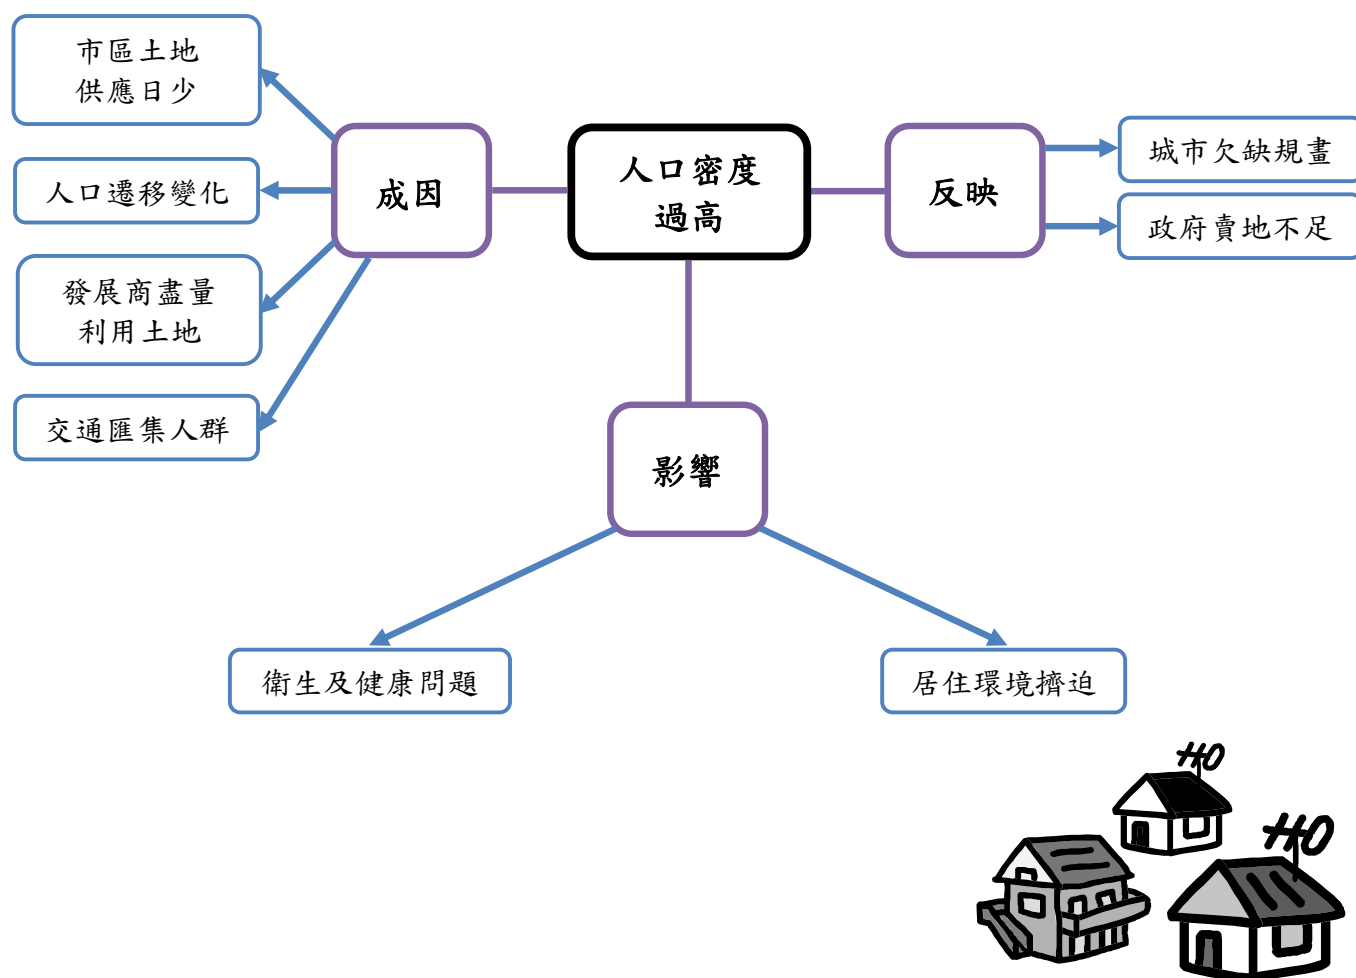 市區土地
供應日少
人口遷移變化
發展商盡量
利用土地
交通匯集人群
成因
人口密度
過高
反映
城市欠缺規畫
政府賣地不足
影響
衛生及健康問題
居住環境擠迫